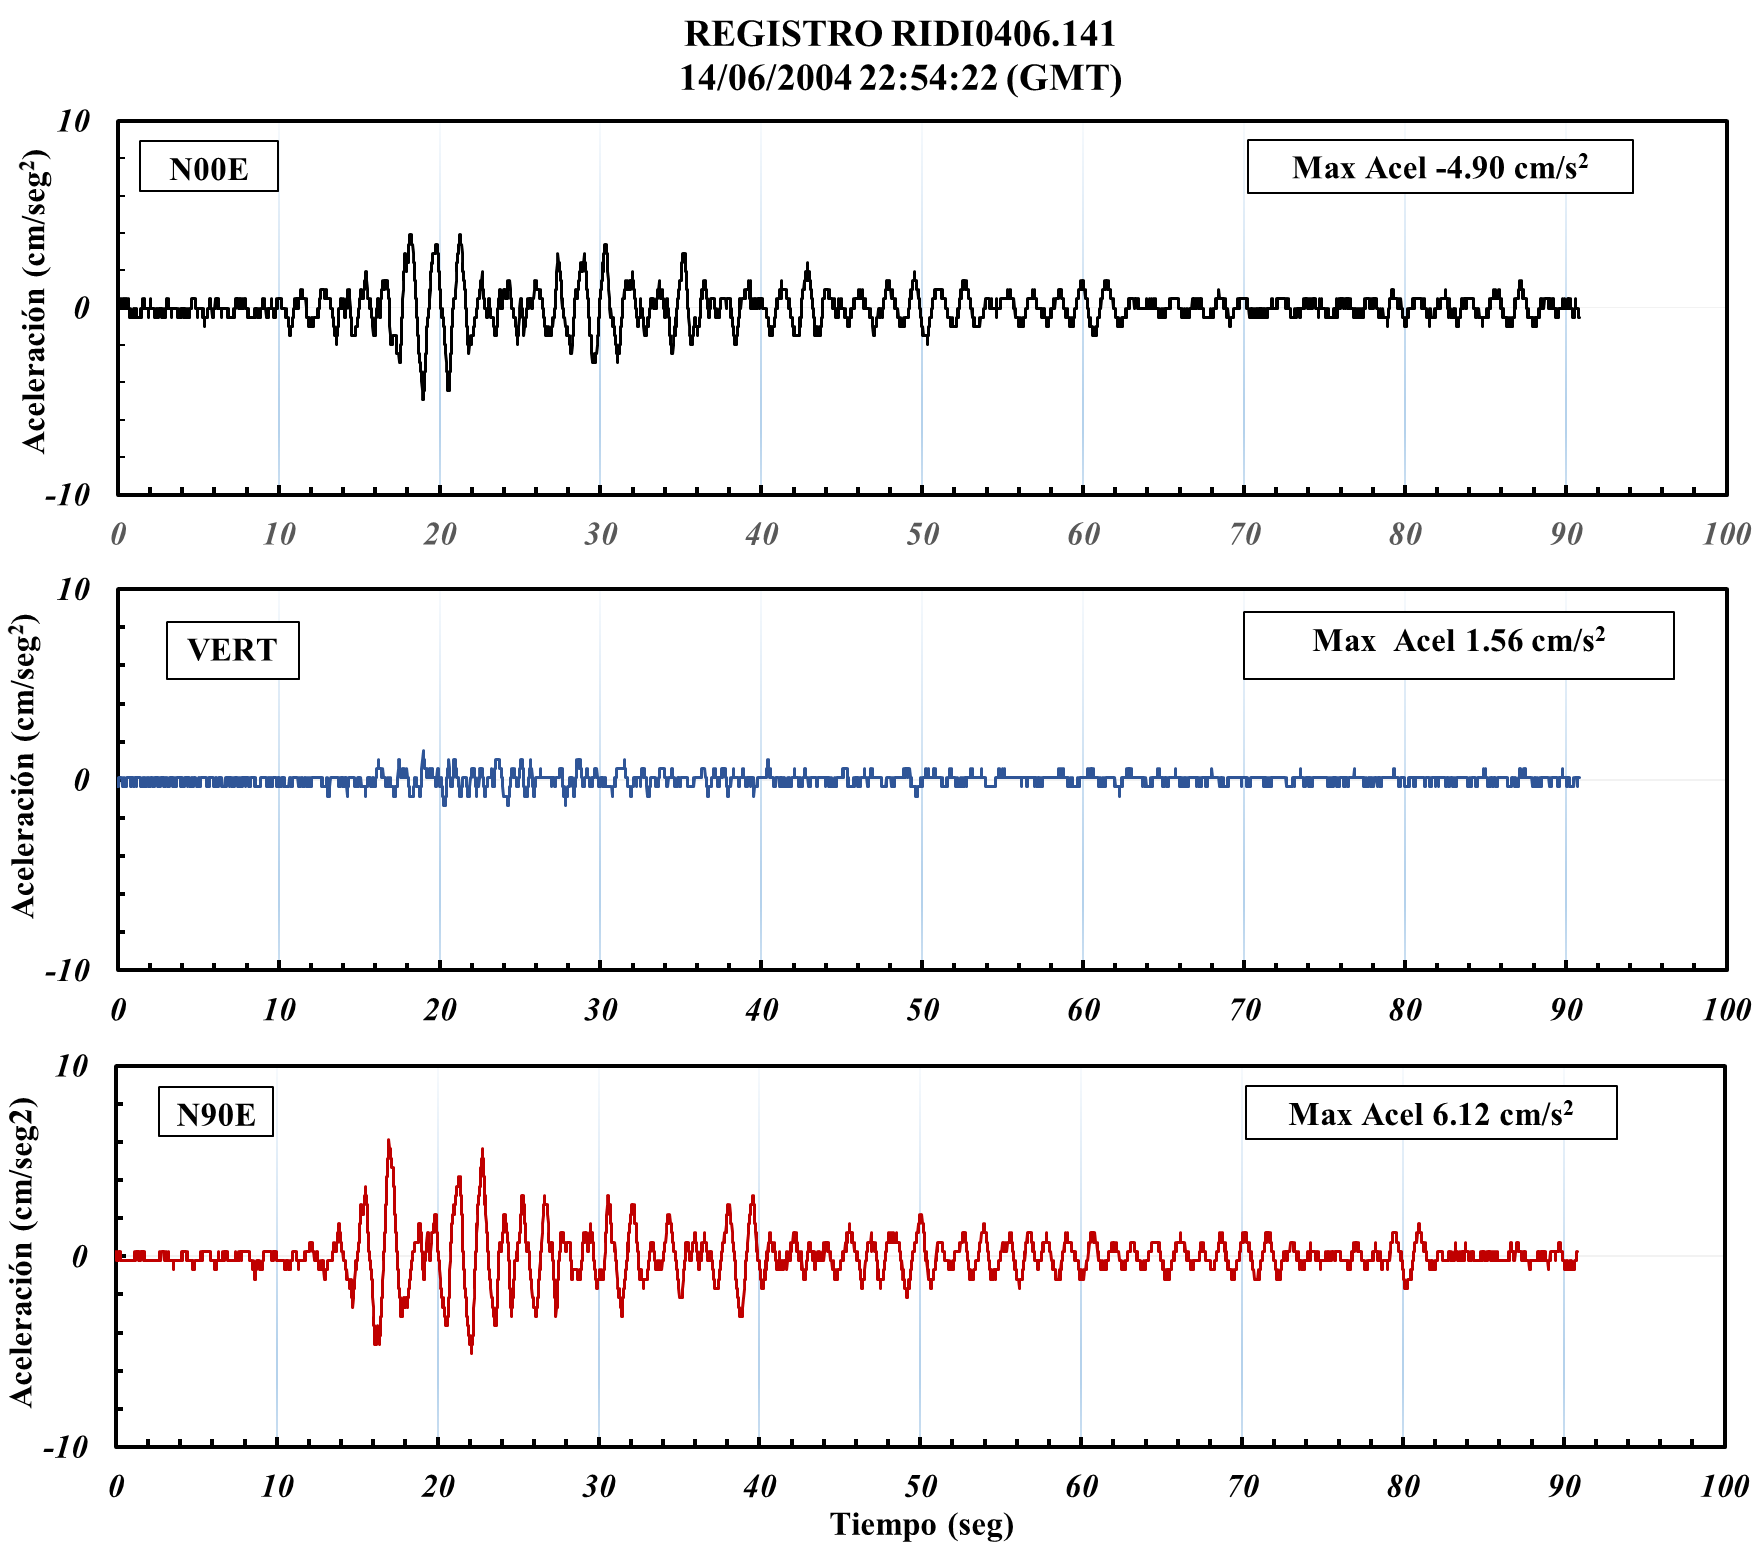 REGISTRO RIDI0406.141
14/06/2004 22:54:22 (GMT)
10
N00E
Max Acel -4.90 cm/s²
Aceleración (cm/seg²)
0
-10
0 10 20 30 40 50 60 70 80 90 100
10
VERT
Max Acel 1.56 cm/s²
Aceleración (cm/seg²)
0
-10
0 10 20 30 40 50 60 70 80 90 100
10
N90E
Max Acel 6.12 cm/s²
Aceleración (cm/seg2)
0
-10
0 10 20 30 40 50 60 70 80 90 100
Tiempo (seg)